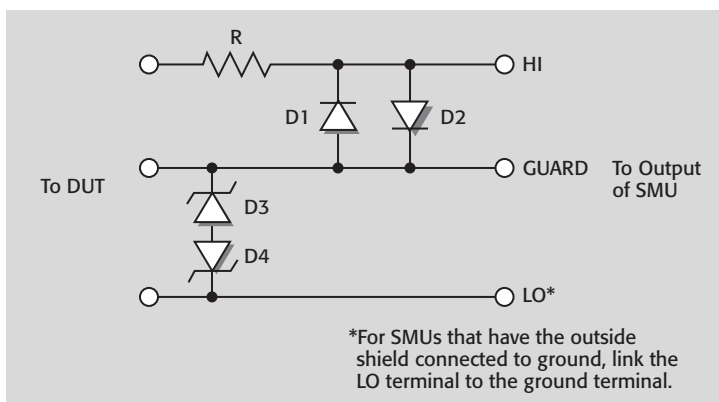 R
HI
D1
D2
To DUT
GUARD
To Output
of SMU
D3
D4
LO*
*For SMUs that have the outside
shield connected to ground, link the
LO terminal to the ground terminal.